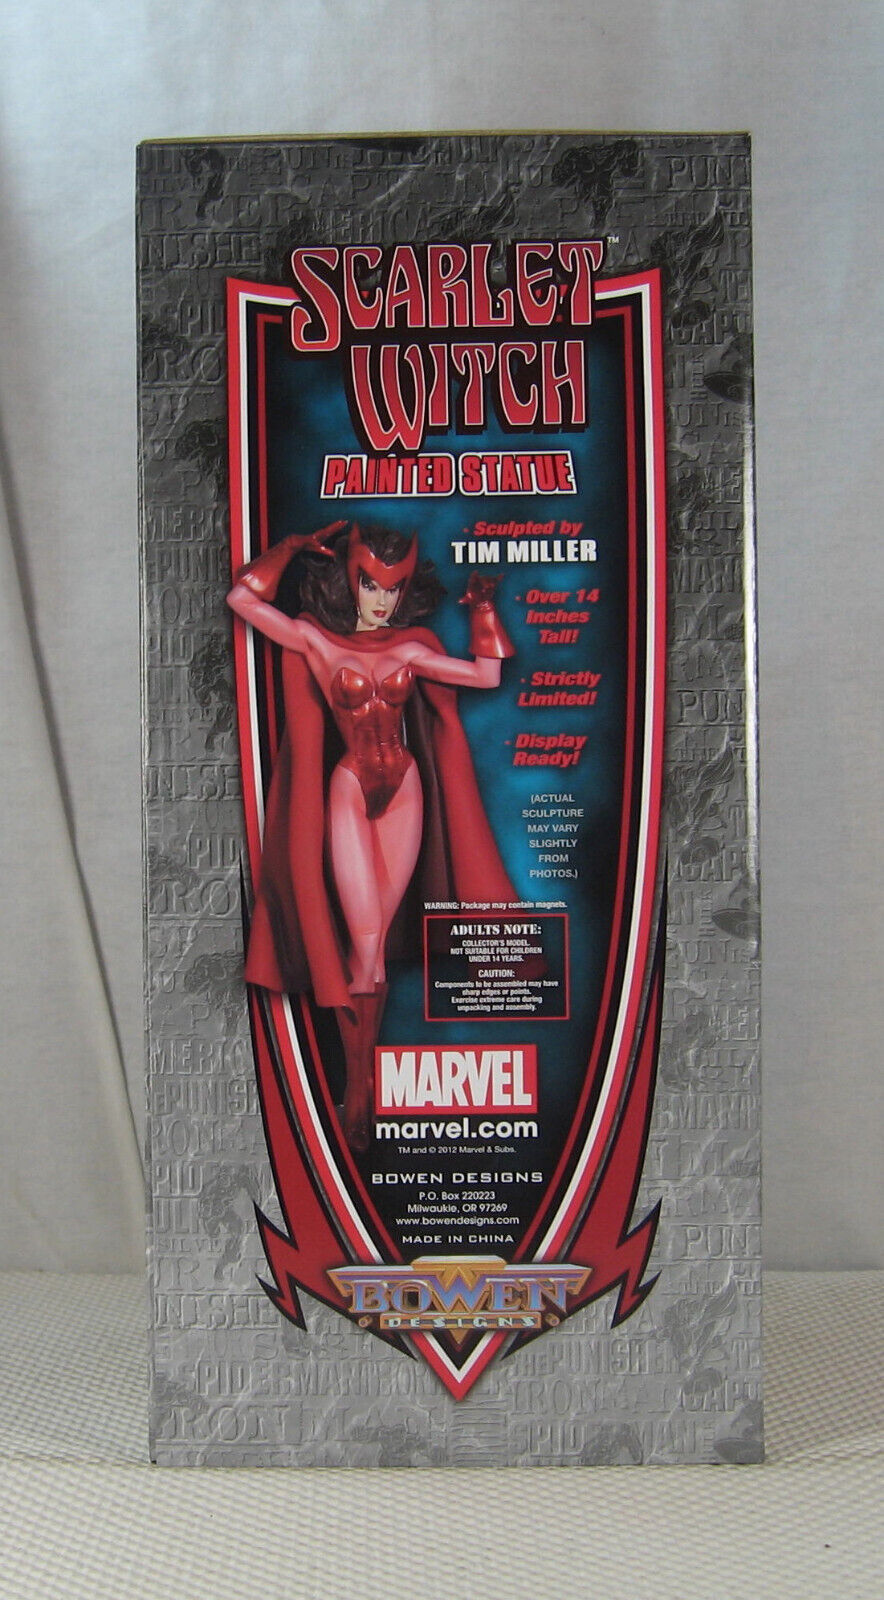 SCARLET™
WITCH
PAINTED STATUE
• Sculpted by
TIM MILLER
• Over 14
Inches
Tall!
• Strictly
Limited!
• Display
Ready!
(ACTUAL
SCULPTURE
MAY VARY
SLIGHTLY
FROM
PHOTOS.)
WARNING: Package may contain magnets.
ADULTS NOTE:
COLLECTOR'S MODEL.
NOT SUITABLE FOR CHILDREN
UNDER 14 YEARS.
CAUTION:
Components to be assembled may have
sharp edges or points.
Exercise extreme care during
unpacking and assembly.
MARVEL
marvel.com
TM and © 2012 Marvel & Subs.
BOWEN DESIGNS
P.O. Box 220223
Milwaukie, OR 97269
www.bowendesigns.com
MADE IN CHINA
BOWEN
DESIGNS